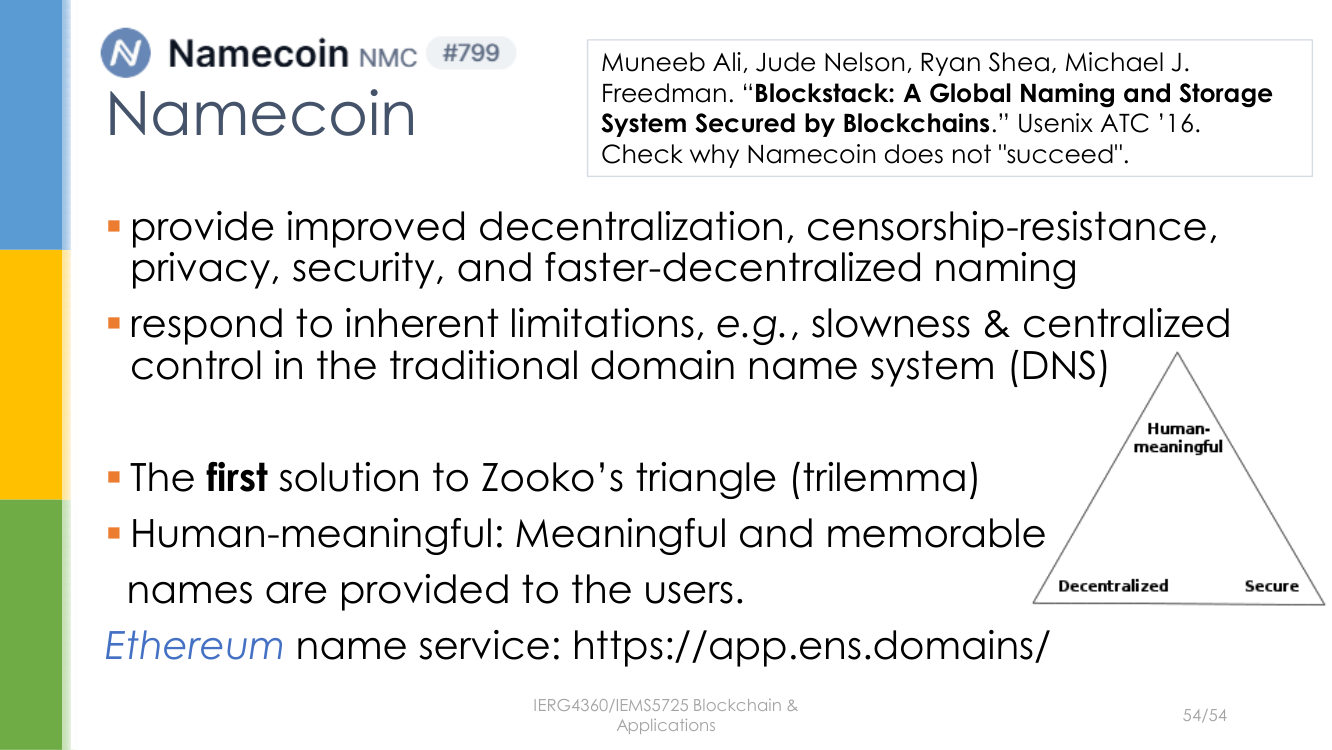 Namecoin NMC #799
Namecoin
Muneeb Ali, Jude Nelson, Ryan Shea, Michael J.
Freedman. “Blockstack: A Global Naming and Storage
System Secured by Blockchains.” Usenix ATC ’16.
Check why Namecoin does not "succeed".
▪ provide improved decentralization, censorship-resistance,
privacy, security, and faster-decentralized naming
▪ respond to inherent limitations, e.g., slowness & centralized
control in the traditional domain name system (DNS)
▪ The first solution to Zooko’s triangle (trilemma)
▪ Human-meaningful: Meaningful and memorable
names are provided to the users.
Ethereum name service: https://app.ens.domains/
Human-
meaningful
Decentralized Secure
IERG4360/IEMS5725 Blockchain &
Applications
54/54